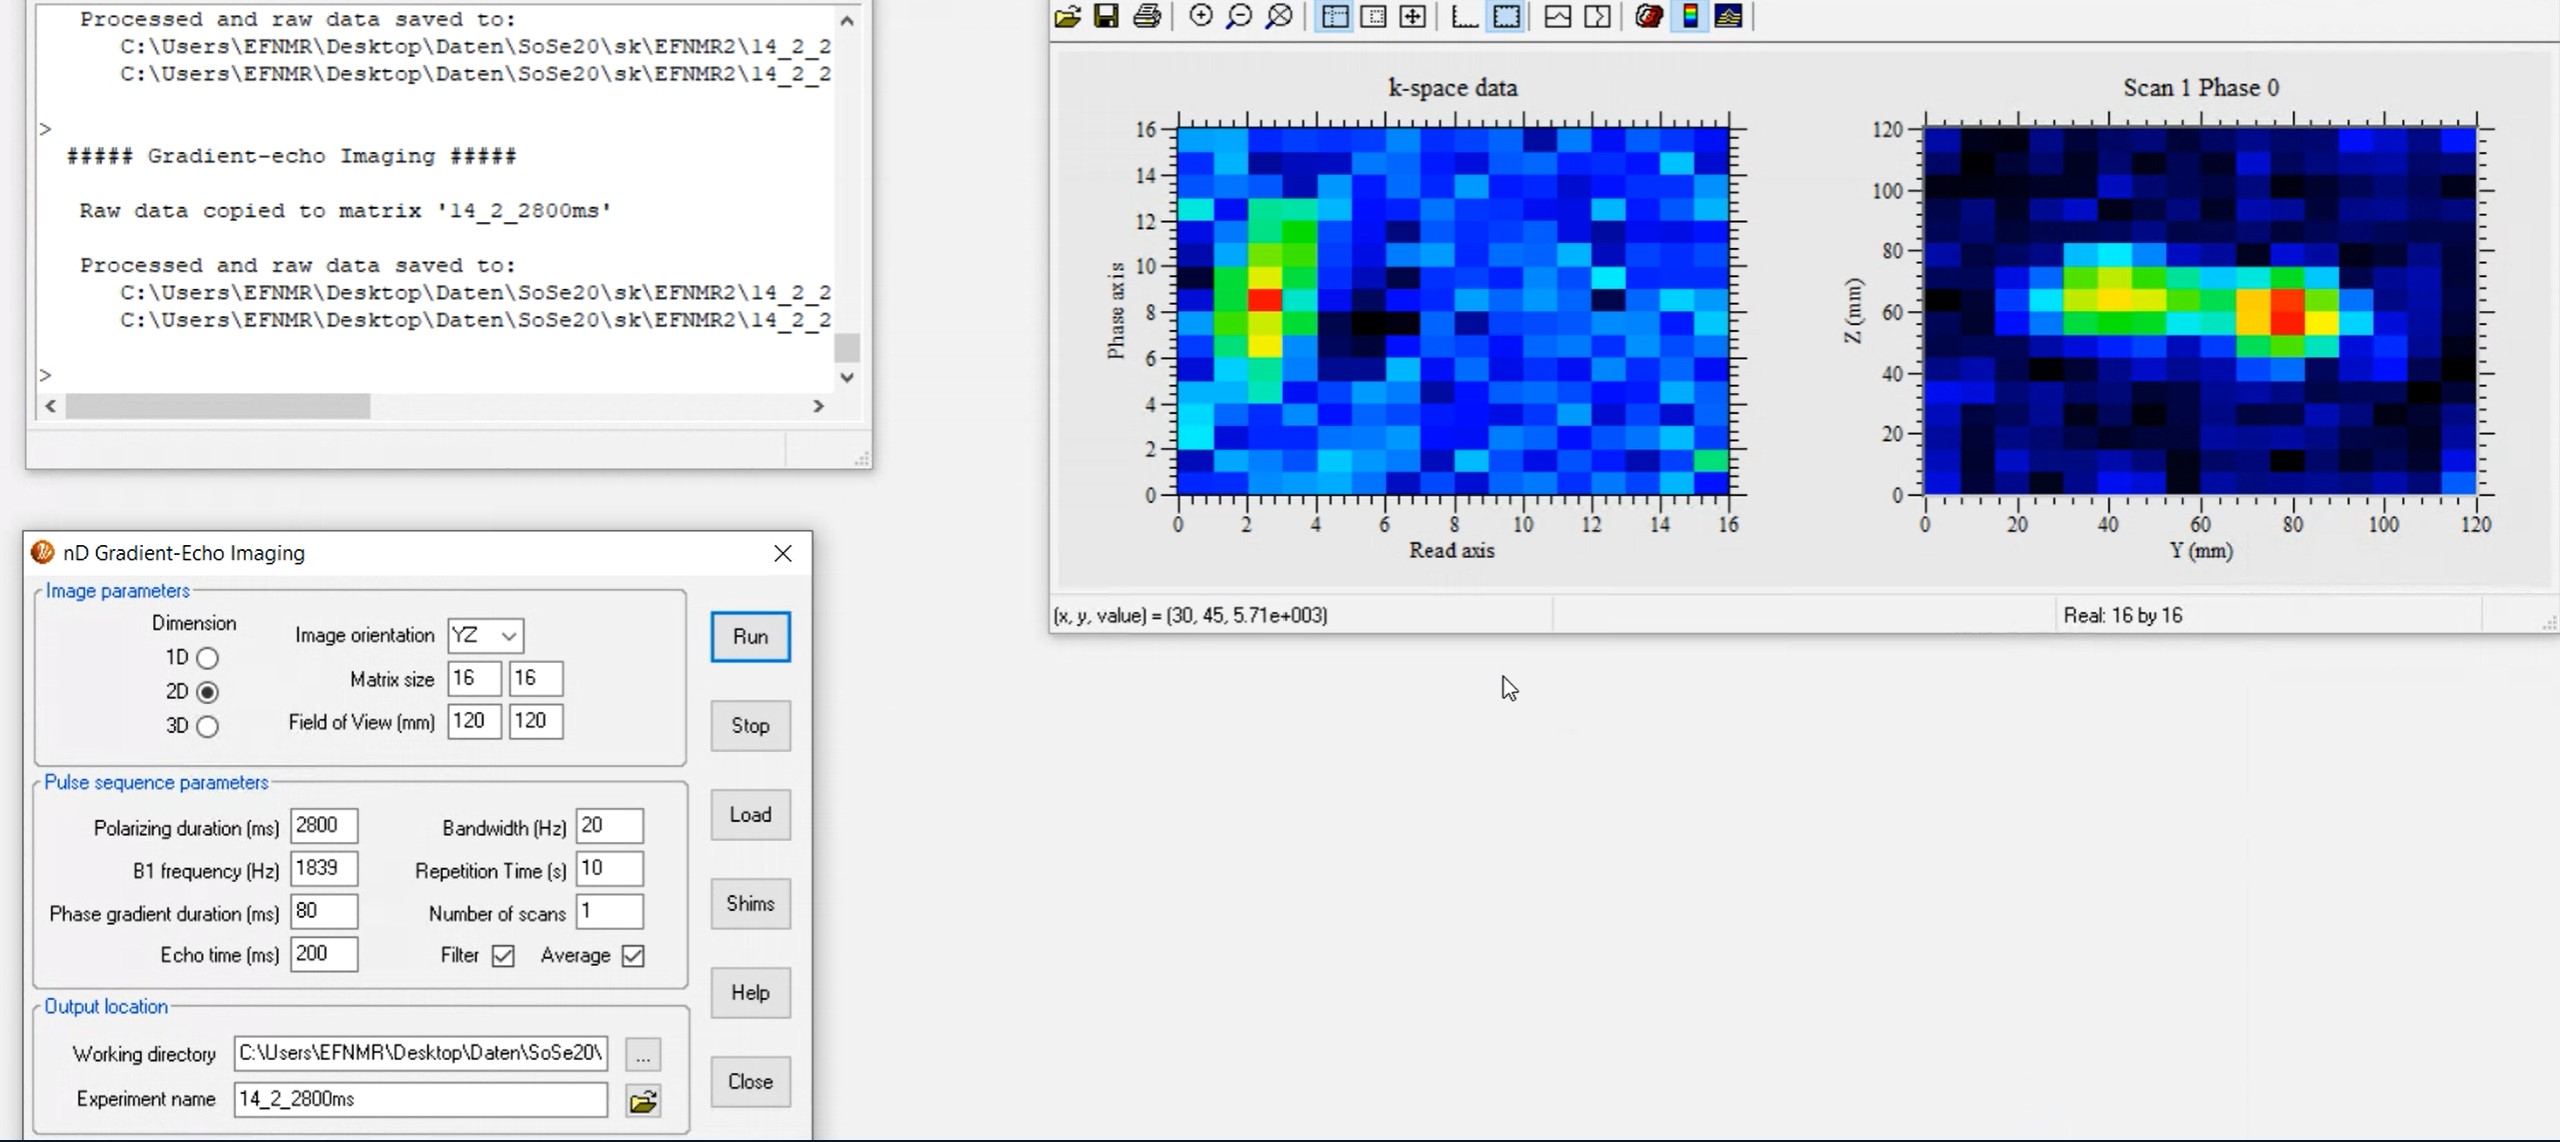 Processed and raw data saved to:
C:\Users\EFNMR\Desktop\Daten\SoSe20\sk\EFNMR2\14_2_2
C:\Users\EFNMR\Desktop\Daten\SoSe20\sk\EFNMR2\14_2_2
>
##### Gradient-echo Imaging #####
Raw data copied to matrix '14_2_2800ms'
Processed and raw data saved to:
C:\Users\EFNMR\Desktop\Daten\SoSe20\sk\EFNMR2\14_2_2
C:\Users\EFNMR\Desktop\Daten\SoSe20\sk\EFNMR2\14_2_2
>
nD Gradient-Echo Imaging
Image parameters
Dimension
1D
2D
3D
Image orientation YZ
Matrix size 16 16
Field of View (mm) 120 120
Pulse sequence parameters
Polarizing duration (ms) 2800
Bandwidth (Hz) 20
B1 frequency (Hz) 1839
Repetition Time (s) 10
Phase gradient duration (ms) 80
Number of scans 1
Echo time (ms) 200
Filter
Average
Output location
Working directory C:\Users\EFNMR\Desktop\Daten\SoSe20\
...
Experiment name 14_2_2800ms
Run
Stop
Load
Shims
Help
Close
k-space data
16
14
12
10
8
6
4
2
0
Phase axis
0 2 4 6 8 10 12 14 16
Read axis
Scan 1 Phase 0
120
100
80
60
40
20
0
Z (mm)
0 20 40 60 80 100 120
Y (mm)
(x, y, value) = (30, 45, 5.71e+003)
Real: 16 by 16